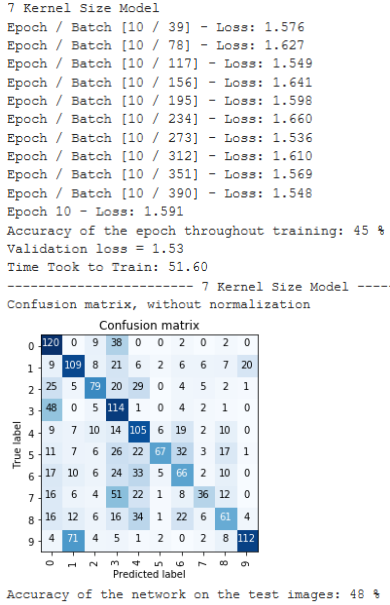 7 Kernel Size Model
Epoch / Batch [10 / 39] - Loss: 1.576
Epoch / Batch [10 / 78] - Loss: 1.627
Epoch / Batch [10 / 117] - Loss: 1.549
Epoch / Batch [10 / 156] - Loss: 1.641
Epoch / Batch [10 / 195] - Loss: 1.598
Epoch / Batch [10 / 234] - Loss: 1.660
Epoch / Batch [10 / 273] - Loss: 1.536
Epoch / Batch [10 / 312] - Loss: 1.610
Epoch / Batch [10 / 351] - Loss: 1.569
Epoch / Batch [10 / 390] - Loss: 1.548
Epoch 10 - Loss: 1.591
Accuracy of the epoch throughout training: 45 %
Validation loss = 1.53
Time Took to Train: 51.60
------------------------ 7 Kernel Size Model ----
Confusion matrix, without normalization
Confusion matrix
0 120 0 9 38 0 0 2 0 2 0
1 9 109 8 21 6 2 6 6 7 20
2 25 5 79 20 29 0 4 5 2 1
3 48 0 5 114 1 0 4 2 1 0
4 9 7 10 14 105 6 19 2 10 0
5 11 7 6 26 22 67 32 3 17 1
6 17 10 6 24 33 5 66 2 10 0
7 16 6 4 51 22 1 8 36 12 0
8 16 12 6 16 34 1 22 6 61 4
9 4 71 4 5 1 2 0 2 8 112
True label
0 1 2 3 4 5 6 7 8 9
Predicted label
Accuracy of the network on the test images: 48 %